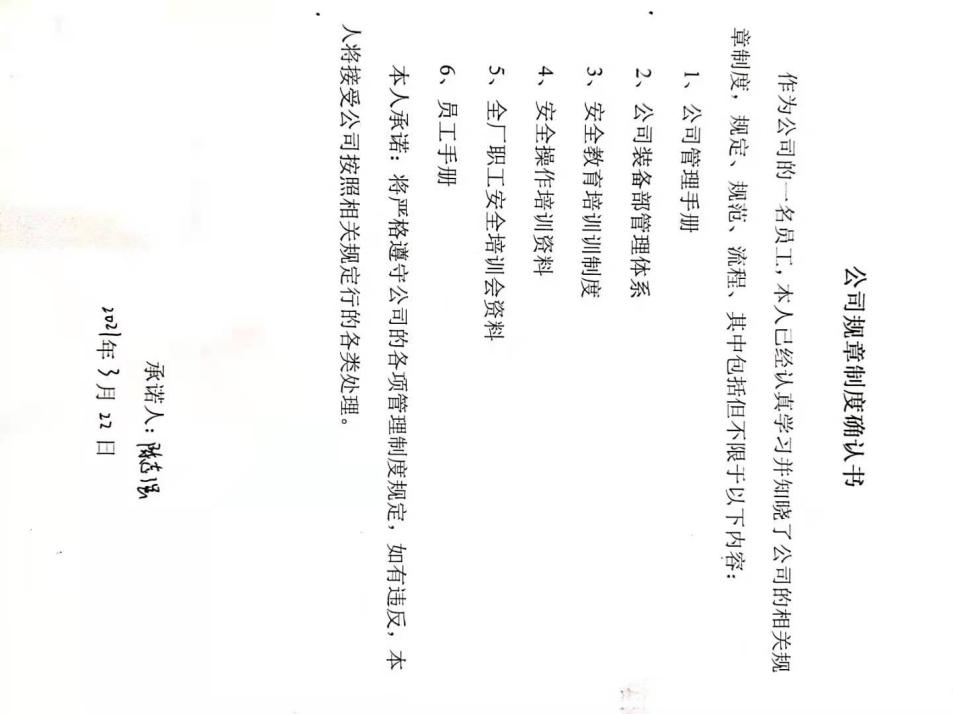 公司规章制度确认书
作为公司的一名员工,本人已经认真学习并知晓了公司的相关规
章制度,规定、规范、流程、其中包括但不限于以下内容:
1、公司管理手册
2、公司装备部管理体系
3、安全教育培训训制度
4、安全操作培训资料
5、全厂职工安全培训会资料
6、员工手册
本人承诺:将严格遵守公司的各项管理制度规定,如有违反,本
人将接受公司按照相关规定行的各类处理。
承诺人:陈志强
2021年3月22日